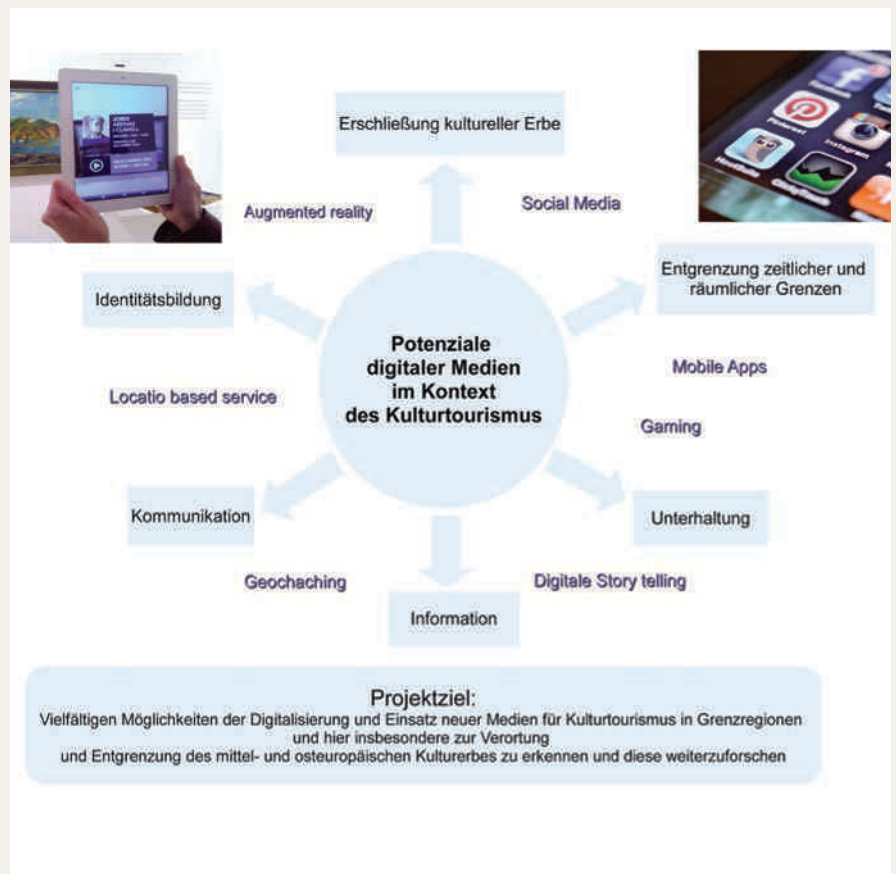 Erschließung kultureller Erbe
Augmented reality
Social Media
Pinterest
Instagram
HootSuite
Identitätsbildung
Entgrenzung zeitlicher und
räumlicher Grenzen
Potenziale
digitaler Medien
im Kontext
des Kulturtourismus
Mobile Apps
Locatio based service
Gaming
Kommunikation
Unterhaltung
Geochaching
Digitale Story telling
Information
Projektziel:
Vielfältigen Möglichkeiten der Digitalisierung und Einsatz neuer Medien für Kulturtourismus in Grenzregionen
und hier insbesondere zur Verortung
und Entgrenzung des mittel- und osteuropäischen Kulturerbes zu erkennen und diese weiterzuforschen